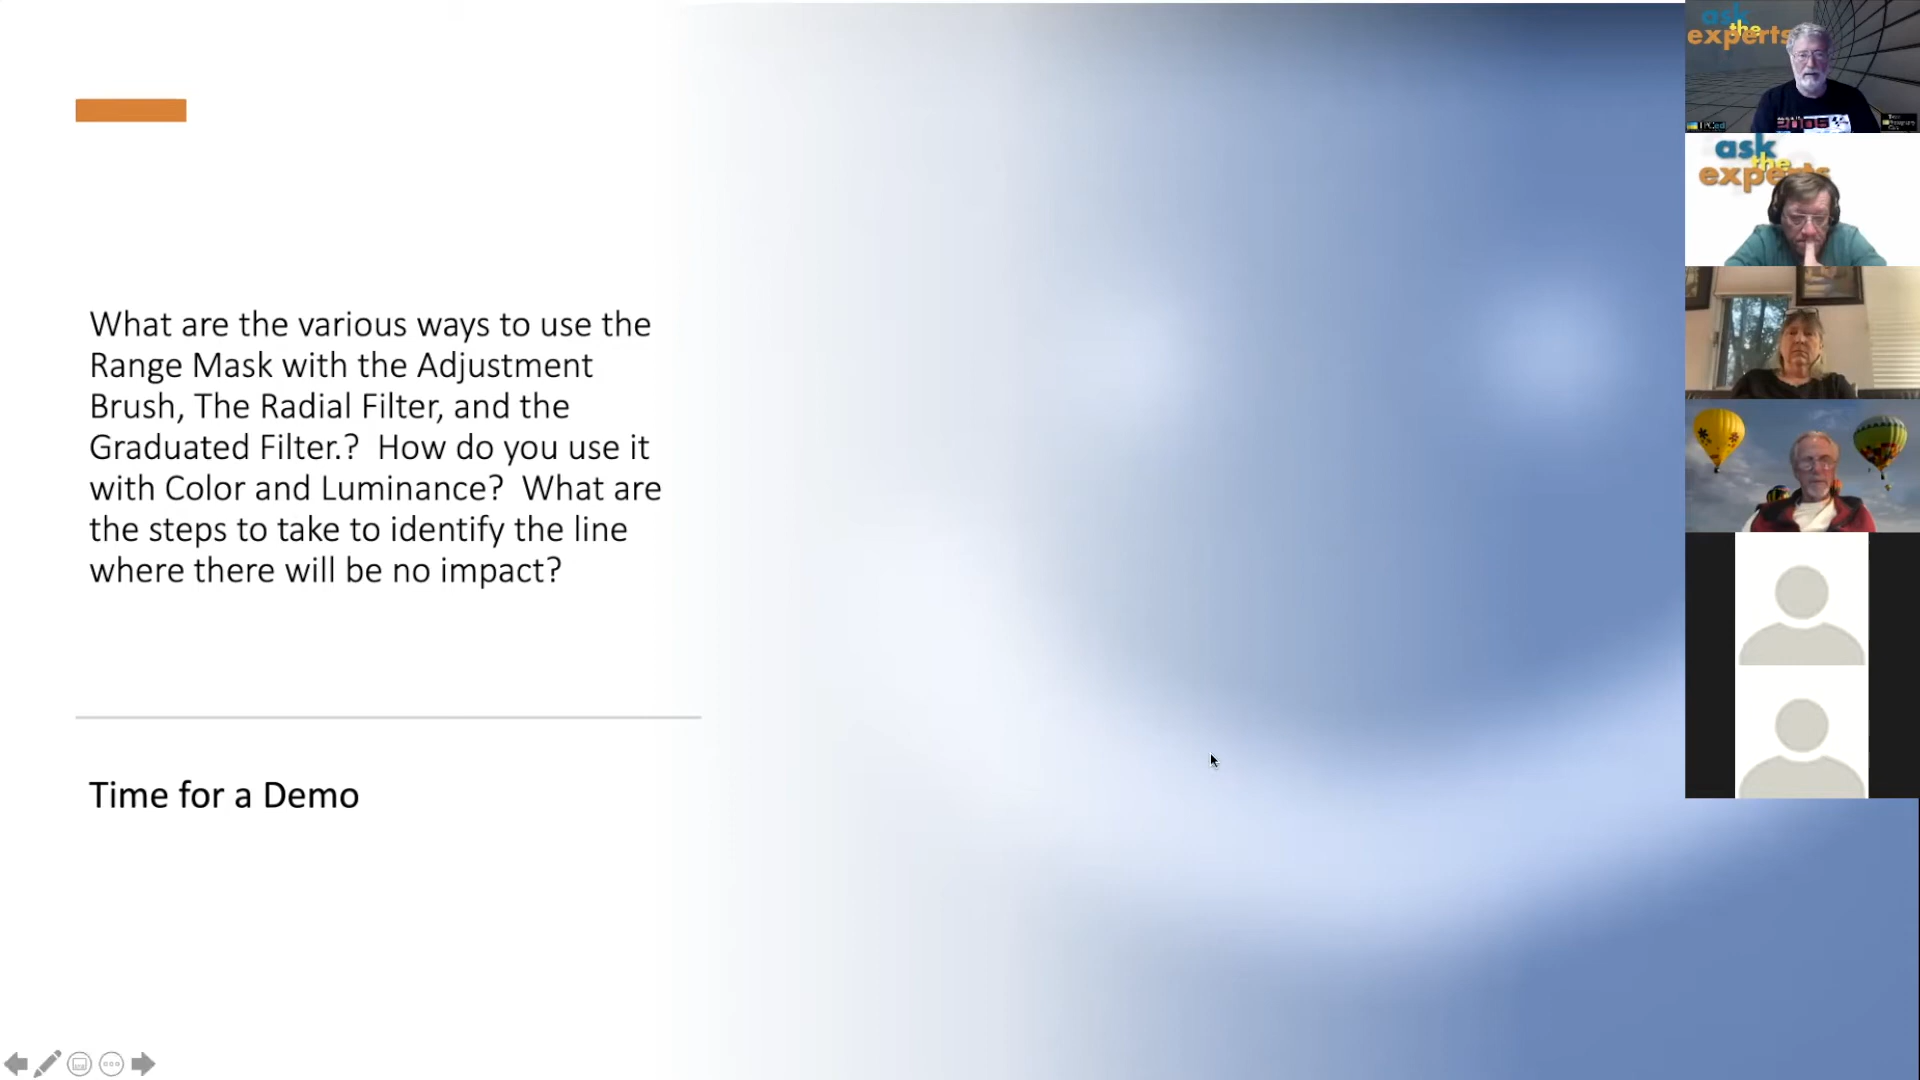 What are the various ways to use the
Range Mask with the Adjustment
Brush, The Radial Filter, and the
Graduated Filter.?  How do you use it
with Color and Luminance?  What are
the steps to take to identify the line
where there will be no impact?
Time for a Demo
ask
the
experts
ask
the
experts